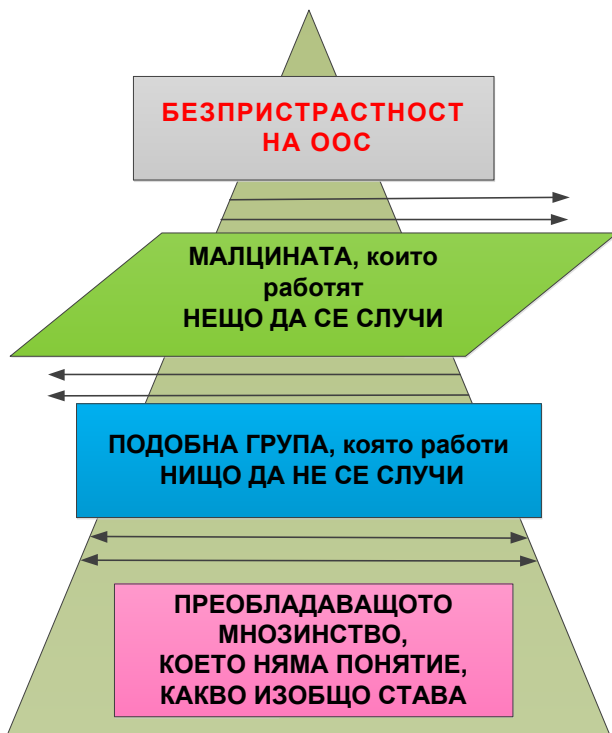 БЕЗПРИСТРАСТНОСТ
НА ООС
МАЛЦИНАТА, които
работят
НЕЩО ДА СЕ СЛУЧИ
ПОДОБНА ГРУПА, която работи
НИЩО ДА НЕ СЕ СЛУЧИ
ПРЕОБЛАДАВАЩОТО
МНОЗИНСТВО,
КОЕТО НЯМА ПОНЯТИЕ,
КАКВО ИЗОБЩО СТАВА